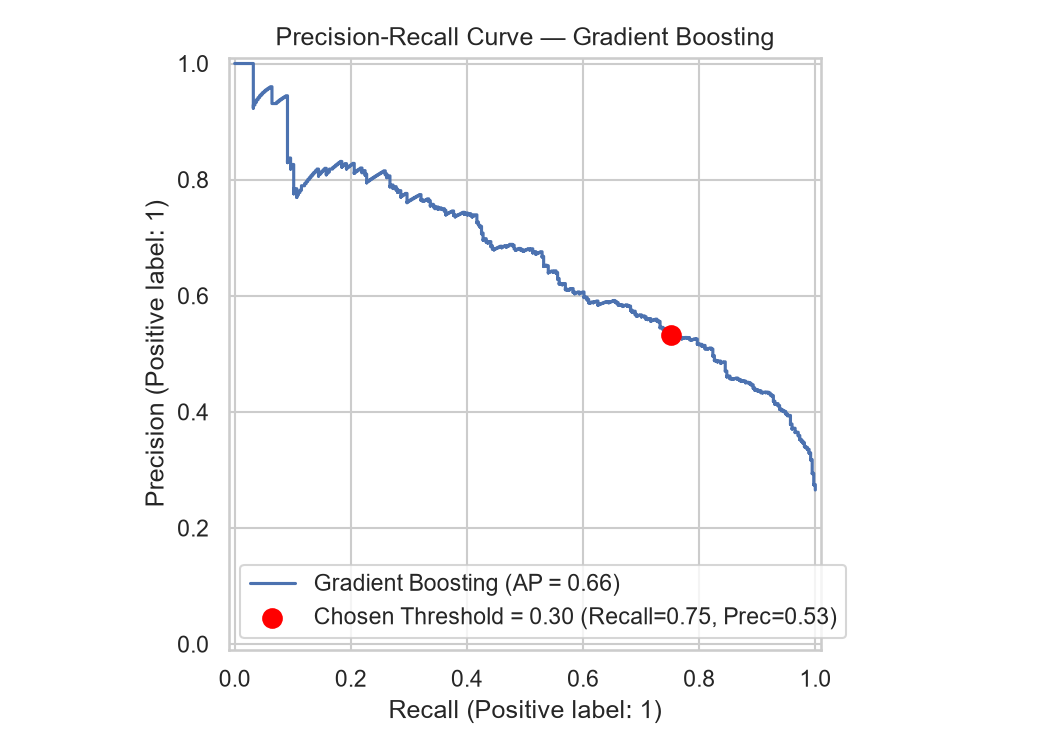 Precision-Recall Curve — Gradient Boosting
1.0
0.8
0.6
0.4
0.2
0.0
Precision (Positive label: 1)
Gradient Boosting (AP = 0.66)
Chosen Threshold = 0.30 (Recall=0.75, Prec=0.53)
0.0 0.2 0.4 0.6 0.8 1.0
Recall (Positive label: 1)